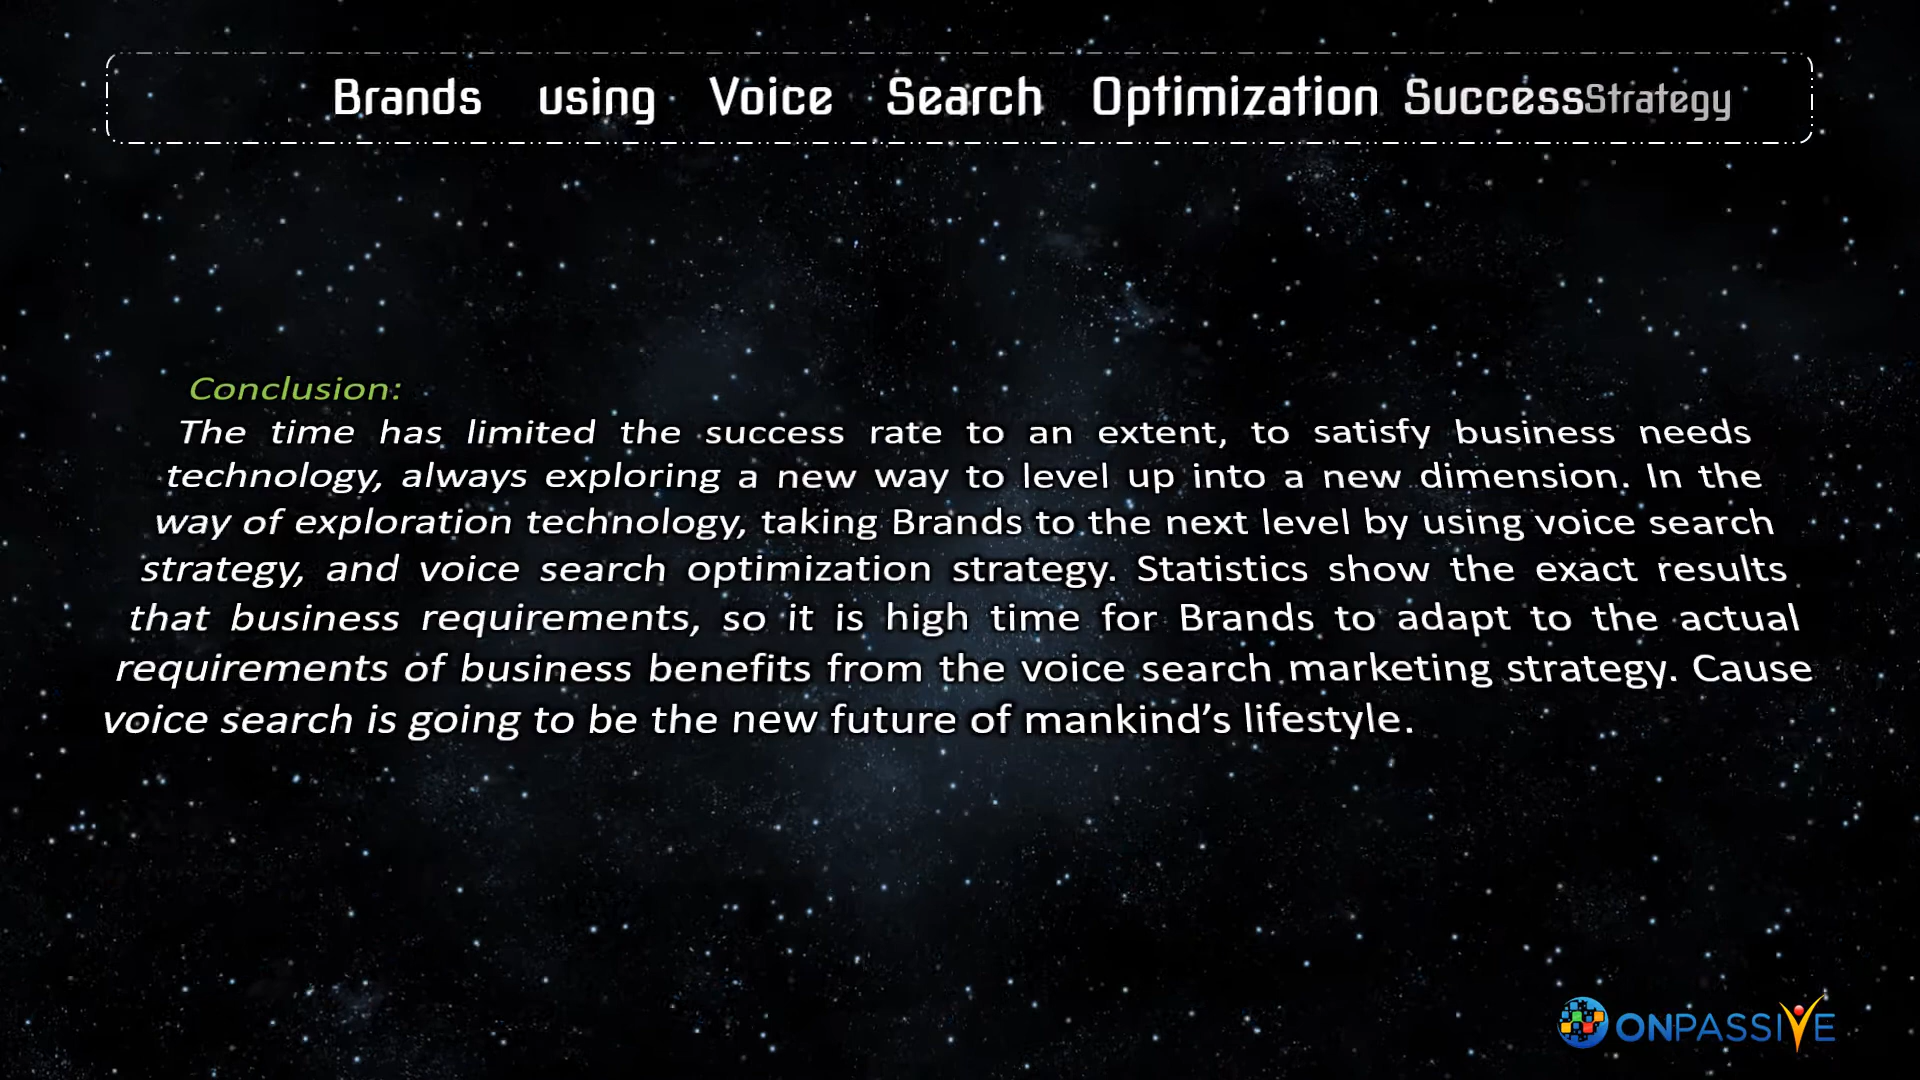 Brands using Voice Search Optimization Success Strategy
Conclusion:
The time has limited the success rate to an extent, to satisfy business needs
technology, always exploring a new way to level up into a new dimension. In the
way of exploration technology, taking Brands to the next level by using voice search
strategy, and voice search optimization strategy. Statistics show the exact results
that business requirements, so it is high time for Brands to adapt to the actual
requirements of business benefits from the voice search marketing strategy. Cause
voice search is going to be the new future of mankind’s lifestyle.
ONPASSIVE